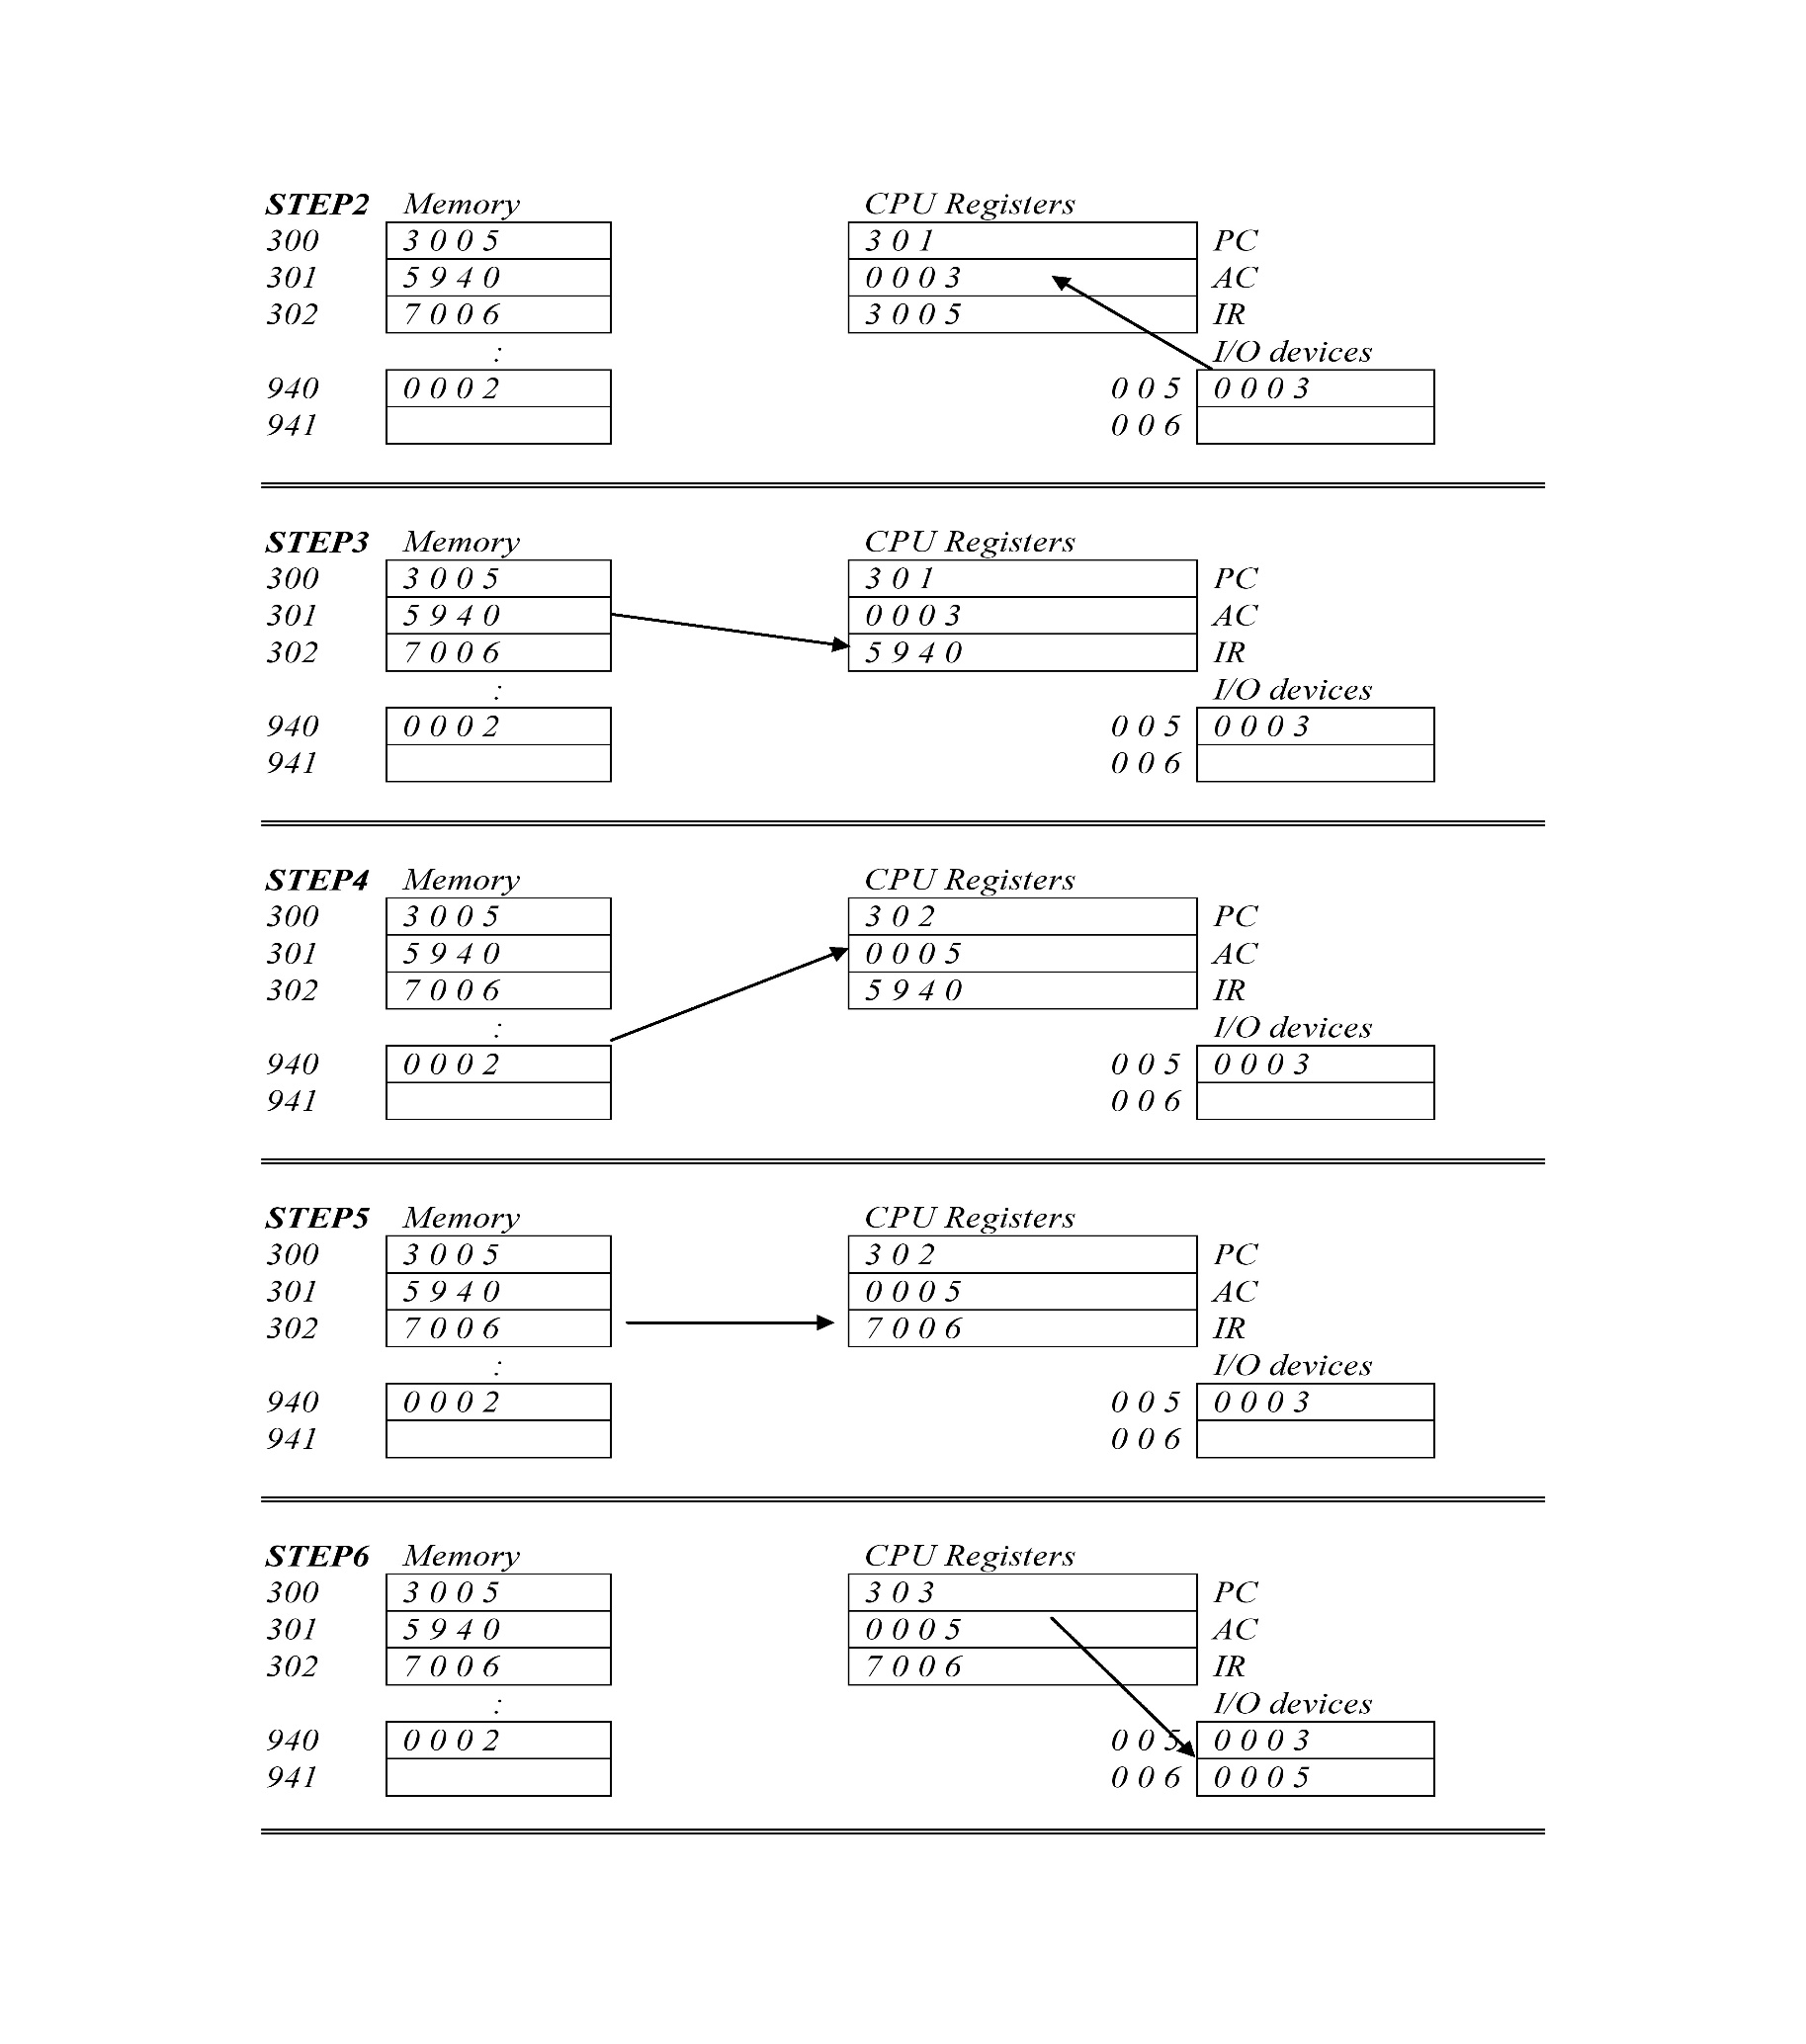 STEP2 Memory CPU Registers
300 3 0 0 5 3 0 1 PC
301 5 9 4 0 0 0 0 3 AC
302 7 0 0 6 3 0 0 5 IR
: I/O devices
940 0 0 0 2 0 0 5 0 0 0 3
941 0 0 6
STEP3 Memory CPU Registers
300 3 0 0 5 3 0 1 PC
301 5 9 4 0 0 0 0 3 AC
302 7 0 0 6 5 9 4 0 IR
: I/O devices
940 0 0 0 2 0 0 5 0 0 0 3
941 0 0 6
STEP4 Memory CPU Registers
300 3 0 0 5 3 0 2 PC
301 5 9 4 0 0 0 0 5 AC
302 7 0 0 6 5 9 4 0 IR
: I/O devices
940 0 0 0 2 0 0 5 0 0 0 3
941 0 0 6
STEP5 Memory CPU Registers
300 3 0 0 5 3 0 2 PC
301 5 9 4 0 0 0 0 5 AC
302 7 0 0 6 7 0 0 6 IR
: I/O devices
940 0 0 0 2 0 0 5 0 0 0 3
941 0 0 6
STEP6 Memory CPU Registers
300 3 0 0 5 3 0 3 PC
301 5 9 4 0 0 0 0 5 AC
302 7 0 0 6 7 0 0 6 IR
: I/O devices
940 0 0 0 2 0 0 5 0 0 0 3
941 0 0 6 0 0 0 5